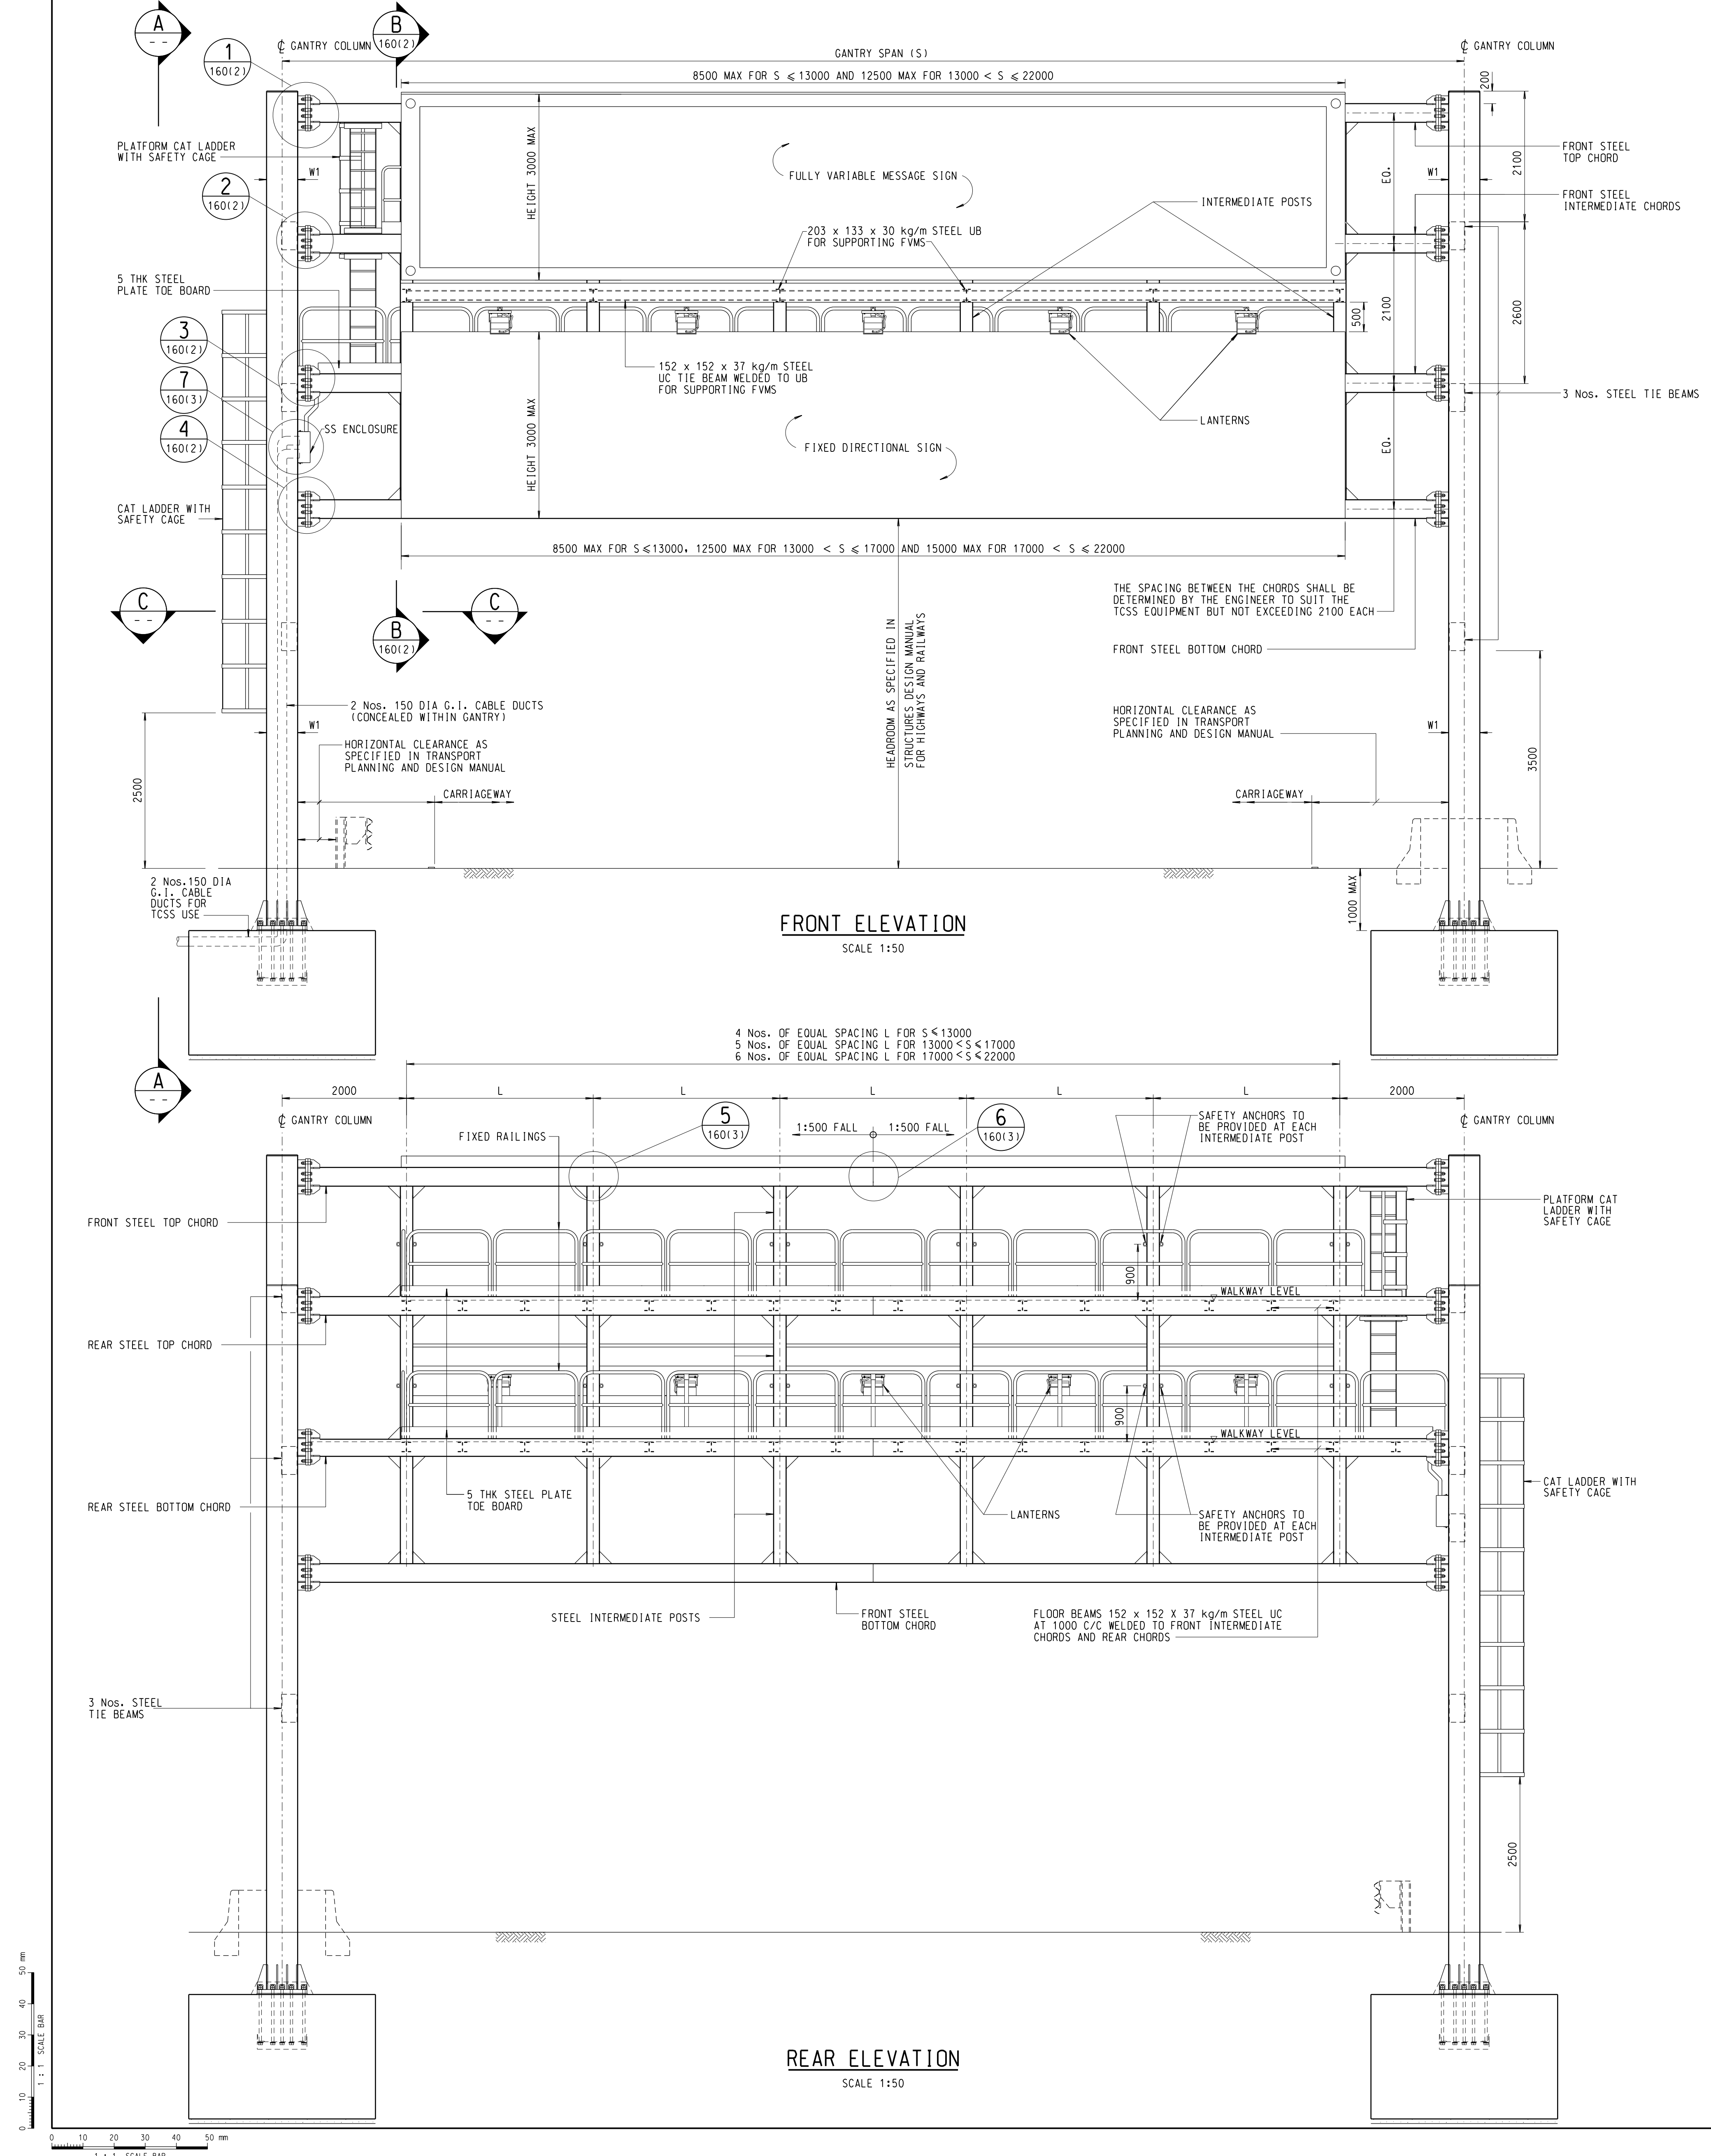 A
- -
B
160(2)
1
160(2)
℄ GANTRY COLUMN
GANTRY SPAN (S)
℄ GANTRY COLUMN
8500 MAX FOR S ⩽ 13000 AND 12500 MAX FOR 13000 < S ⩽ 22000
200
PLATFORM CAT LADDER
WITH SAFETY CAGE
W1
HEIGHT 3000 MAX
FULLY VARIABLE MESSAGE SIGN
EQ.
W1
2100
FRONT STEEL
TOP CHORD
2
160(2)
FRONT STEEL
INTERMEDIATE CHORDS
INTERMEDIATE POSTS
203 x 133 x 30 kg/m STEEL UB
FOR SUPPORTING FVMS
5 THK STEEL
PLATE TOE BOARD
500
2100
2600
3
160(2)
152 x 152 x 37 kg/m STEEL
UC TIE BEAM WELDED TO UB
FOR SUPPORTING FVMS
7
160(3)
3 Nos. STEEL TIE BEAMS
4
160(2)
SS ENCLOSURE
HEIGHT 3000 MAX
LANTERNS
FIXED DIRECTIONAL SIGN
EQ.
CAT LADDER WITH
SAFETY CAGE
8500 MAX FOR S⩽13000, 12500 MAX FOR 13000 < S ⩽ 17000 AND 15000 MAX FOR 17000 < S ⩽ 22000
C
- -
C
- -
B
160(2)
THE SPACING BETWEEN THE CHORDS SHALL BE
DETERMINED BY THE ENGINEER TO SUIT THE
TCSS EQUIPMENT BUT NOT EXCEEDING 2100 EACH
HEADROOM AS SPECIFIED IN
STRUCTURES DESIGN MANUAL
FOR HIGHWAYS AND RAILWAYS
FRONT STEEL BOTTOM CHORD
2 Nos. 150 DIA G.I. CABLE DUCTS
(CONCEALED WITHIN GANTRY)
W1
HORIZONTAL CLEARANCE AS
SPECIFIED IN TRANSPORT
PLANNING AND DESIGN MANUAL
HORIZONTAL CLEARANCE AS
SPECIFIED IN TRANSPORT
PLANNING AND DESIGN MANUAL
W1
2500
3500
CARRIAGEWAY
CARRIAGEWAY
2 Nos.150 DIA
G.I. CABLE
DUCTS FOR
TCSS USE
1000 MAX
FRONT ELEVATION
SCALE 1:50
A
- -
4 Nos. OF EQUAL SPACING L FOR S⩽13000
5 Nos. OF EQUAL SPACING L FOR 13000<S⩽17000
6 Nos. OF EQUAL SPACING L FOR 17000<S⩽22000
2000
L
L
L
L
L
2000
℄ GANTRY COLUMN
℄ GANTRY COLUMN
FIXED RAILINGS
5
160(3)
1:500 FALL
1:500 FALL
6
160(3)
SAFETY ANCHORS TO
BE PROVIDED AT EACH
INTERMEDIATE POST
FRONT STEEL TOP CHORD
PLATFORM CAT
LADDER WITH
SAFETY CAGE
900
WALKWAY LEVEL
REAR STEEL TOP CHORD
900
WALKWAY LEVEL
REAR STEEL BOTTOM CHORD
5 THK STEEL PLATE
TOE BOARD
LANTERNS
SAFETY ANCHORS TO
BE PROVIDED AT EACH
INTERMEDIATE POST
CAT LADDER WITH
SAFETY CAGE
STEEL INTERMEDIATE POSTS
FRONT STEEL
BOTTOM CHORD
FLOOR BEAMS 152 x 152 X 37 kg/m STEEL UC
AT 1000 C/C WELDED TO FRONT INTERMEDIATE
CHORDS AND REAR CHORDS
3 Nos. STEEL
TIE BEAMS
2500
REAR ELEVATION
SCALE 1:50
0 10 20 30 40 50 mm
1 : 1 SCALE BAR
0 10 20 30 40 50 mm
1 : 1 SCALE BAR